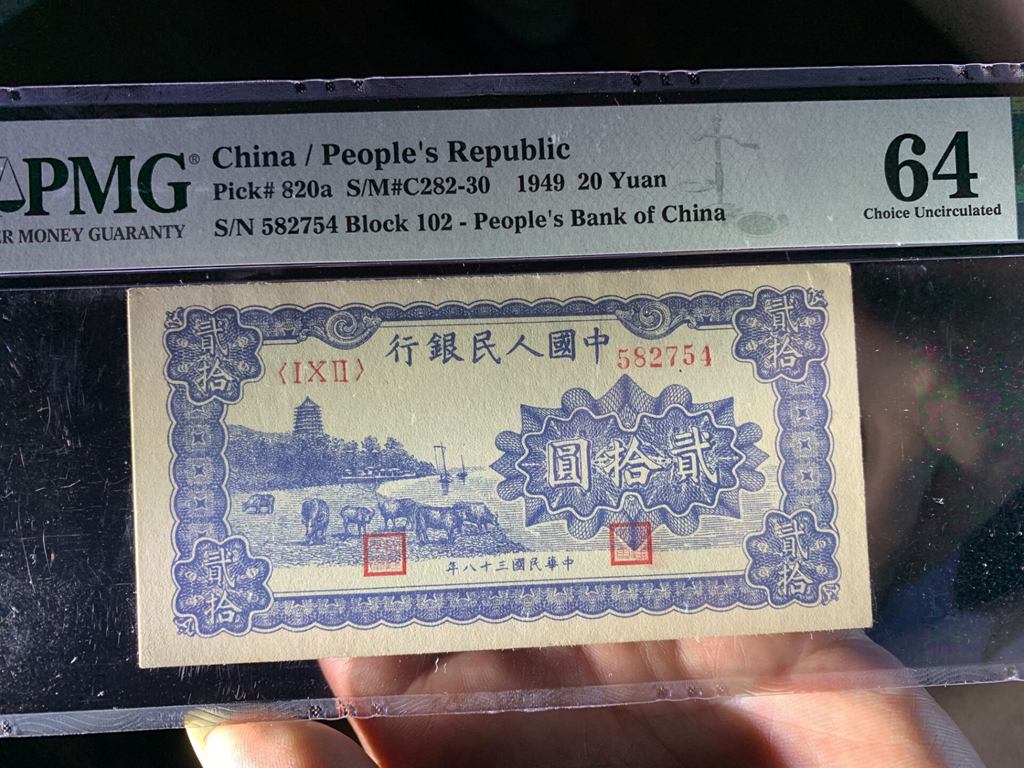 PMG®
ER MONEY GUARANTY
China / People's Republic
Pick# 820a S/M#C282-30 1949 20 Yuan
S/N 582754 Block 102 - People's Bank of China
64
Choice Uncirculated
行銀民人國中
〈IXII〉
582754
貳拾
貳拾
圓拾貳
年八十三國民華中
貳拾
貳拾